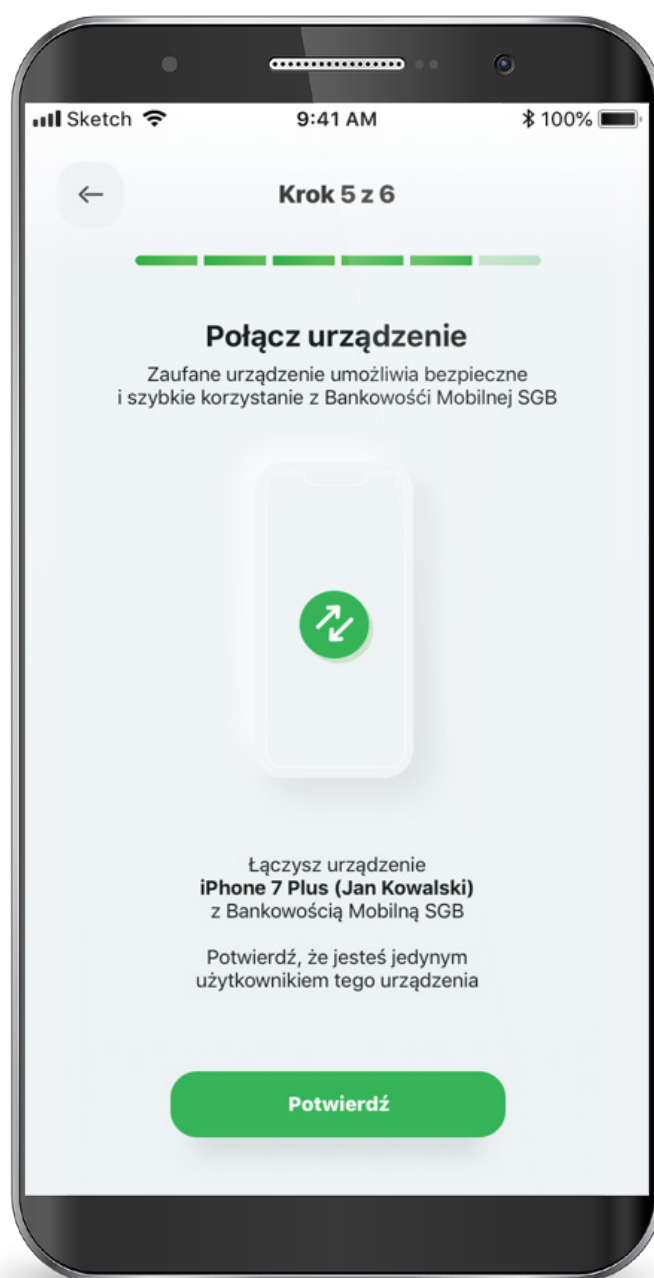 Sketch 9:41 AM 100%
Krok 5 z 6
Połącz urządzenie
Zaufane urządzenie umożliwia bezpieczne
i szybkie korzystanie z Bankowośći Mobilnej SGB
Łączysz urządzenie
iPhone 7 Plus (Jan Kowalski)
z Bankowością Mobilną SGB
Potwierdź, że jesteś jedynym
użytkownikiem tego urządzenia
Potwierdź